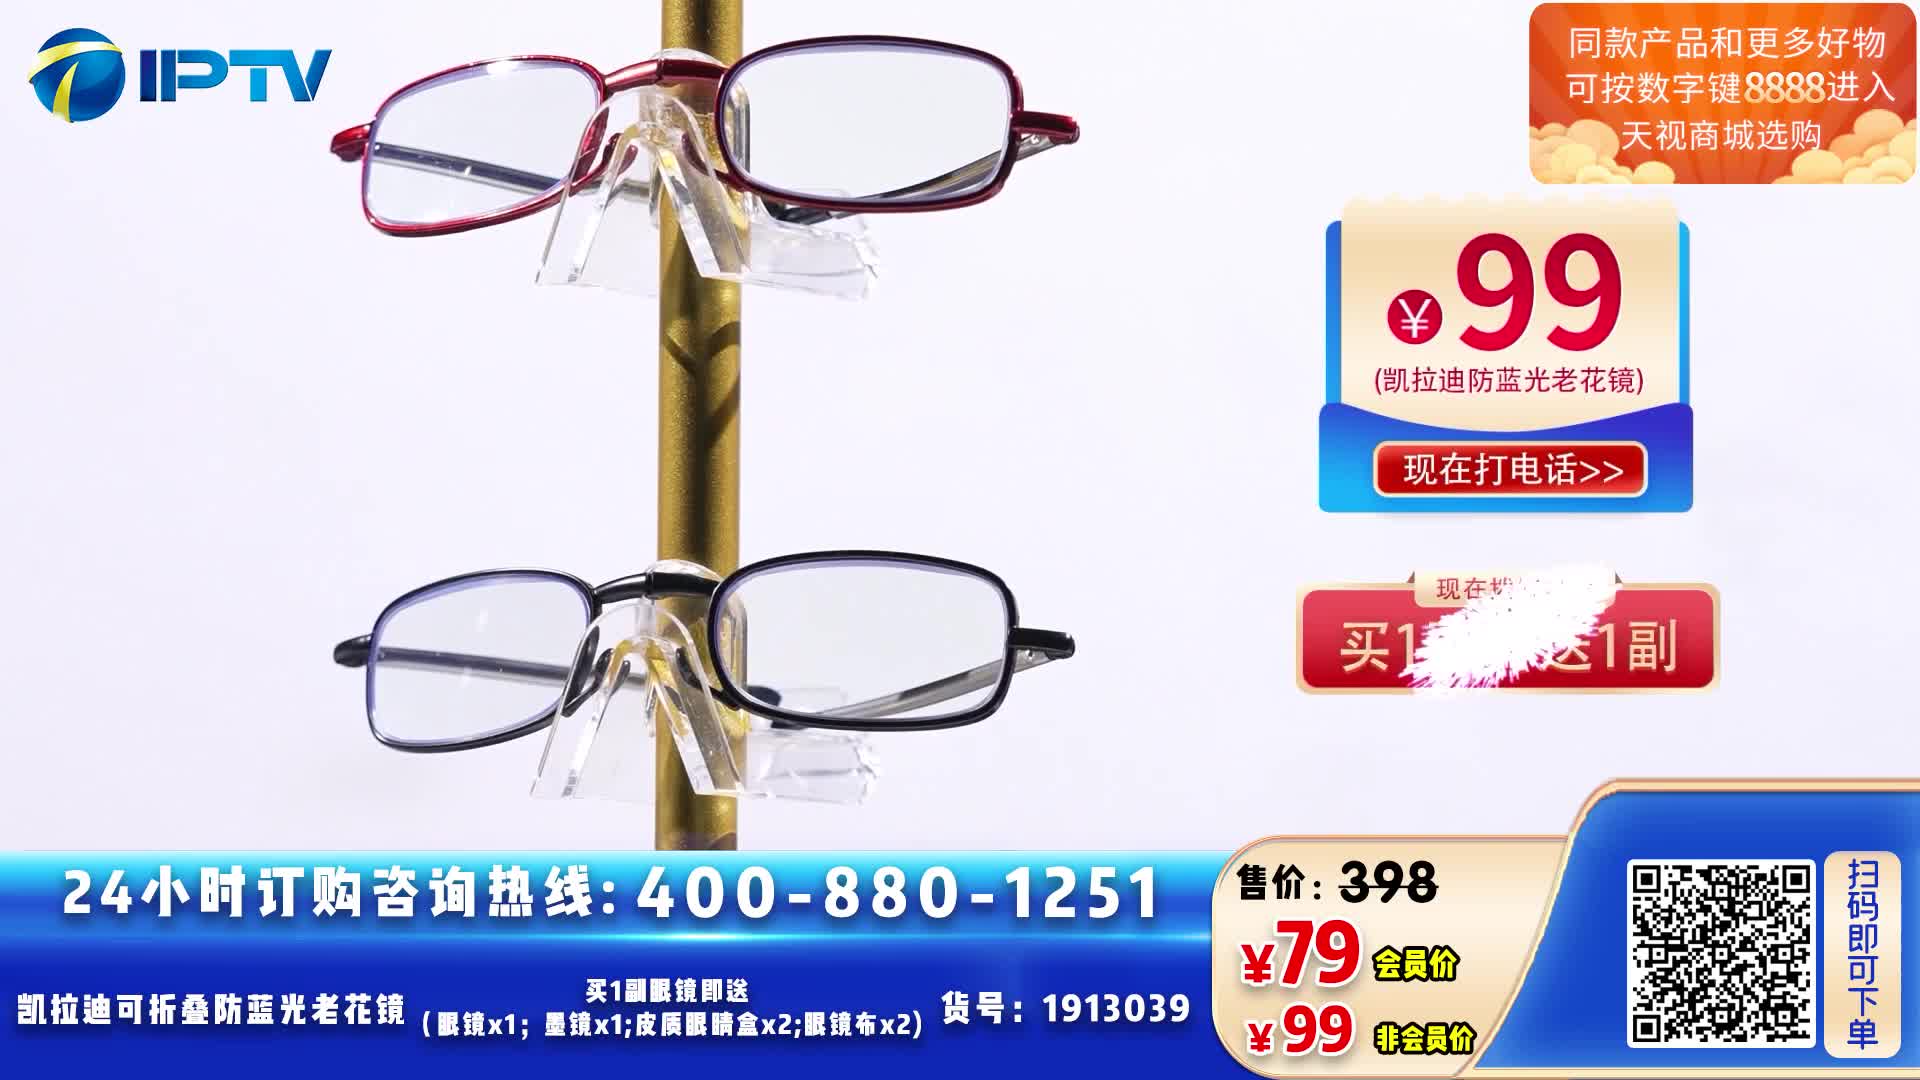 IPTV
同款产品和更多好物
可按数字键8888进入
天视商城选购
¥99
(凯拉迪防蓝光老花镜)
现在打电话>>
现在
买1 送1副
24小时订购咨询热线:400-880-1251
凯拉迪可折叠防蓝光老花镜
买1副眼镜即送
(眼镜x1；墨镜x1;皮质眼睛盒x2;眼镜布x2)
货号：1913039
售价：398
¥79 会员价
¥99 非会员价
扫码即可下单